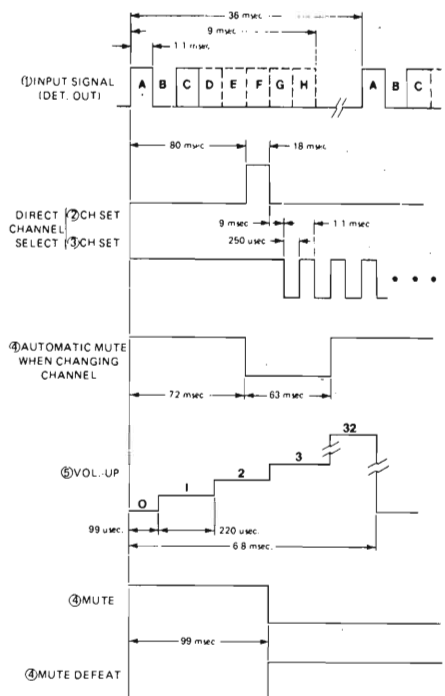 36 msec
9 msec
1.1 msec
①INPUT SIGNAL
(DET. OUT)
A B C D E F G H A B C
80 msec 18 msec
DIRECT ②CH SET
CHANNEL
SELECT ③CH SET
9 msec 1.1 msec
250 usec
④AUTOMATIC MUTE
WHEN CHANGING
CHANNEL
72 msec 63 msec
⑤VOL.-UP
0 1 2 3 32
99 usec. 220 usec.
6.8 msec.
④MUTE
99 msec
④MUTE DEFEAT